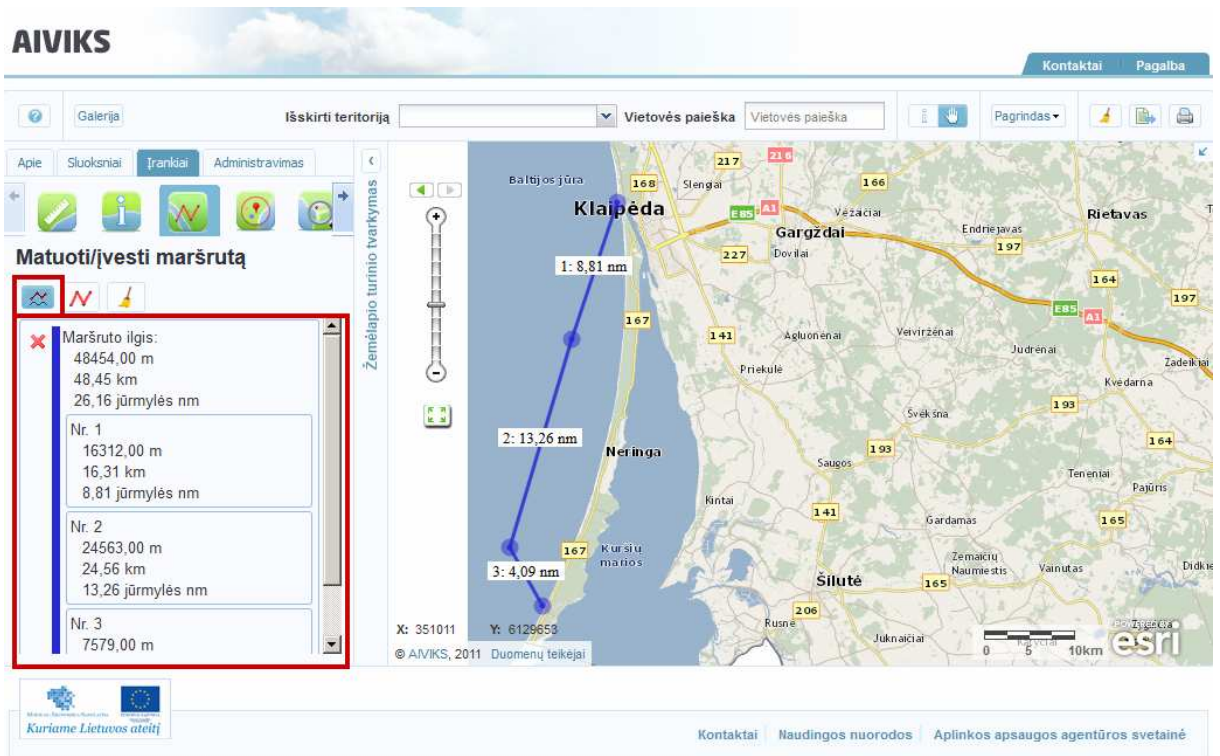 AIVIKS
Kontaktai Pagalba
Galerija
Išskirti teritoriją
Vietovės paieška Vietovės paieška
Pagrindas
Apie Sluoksniai Įrankiai Administravimas
Matuoti/įvesti maršrutą
Maršruto ilgis:
48454,00 m
48,45 km
26,16 jūrmylės nm
Nr. 1
16312,00 m
16,31 km
8,81 jūrmylės nm
Nr. 2
24563,00 m
24,56 km
13,26 jūrmylės nm
Nr. 3
7579,00 m
Žemėlapio turinio tvarkymas
Baltijos jūra
168
Slengiai
217
216
166
Klaipėda
E85 A1
Vėžaičiai
Gargždai
Endriejavas
Rietavas
197
227
Dovilai
1: 8,81 nm
164
197
E85
A1
167
141
Agluonėnai
Veiviržėnai
Judrėnai
Priekulė
Žadeikiai
Kvėdarna
Švėkšna
193
2: 13,26 nm
Neringa
193
164
Saugos
Teneniai
Pajūris
Kintai
141
Gardamas
165
167
Kuršių
marios
Žemaičių
Naumiestis
Vainutas
3: 4,09 nm
Šilutė
165
206
Rusnė
Juknaičiai
X: 351011 Y: 6129653
© AIVIKS, 2011 Duomenų teikėjai
0 5 10km
POWERED BY
esri
Kuriame Lietuvos ateitį
Kontaktai Naudingos nuorodos Aplinkos apsaugos agentūros svetainė